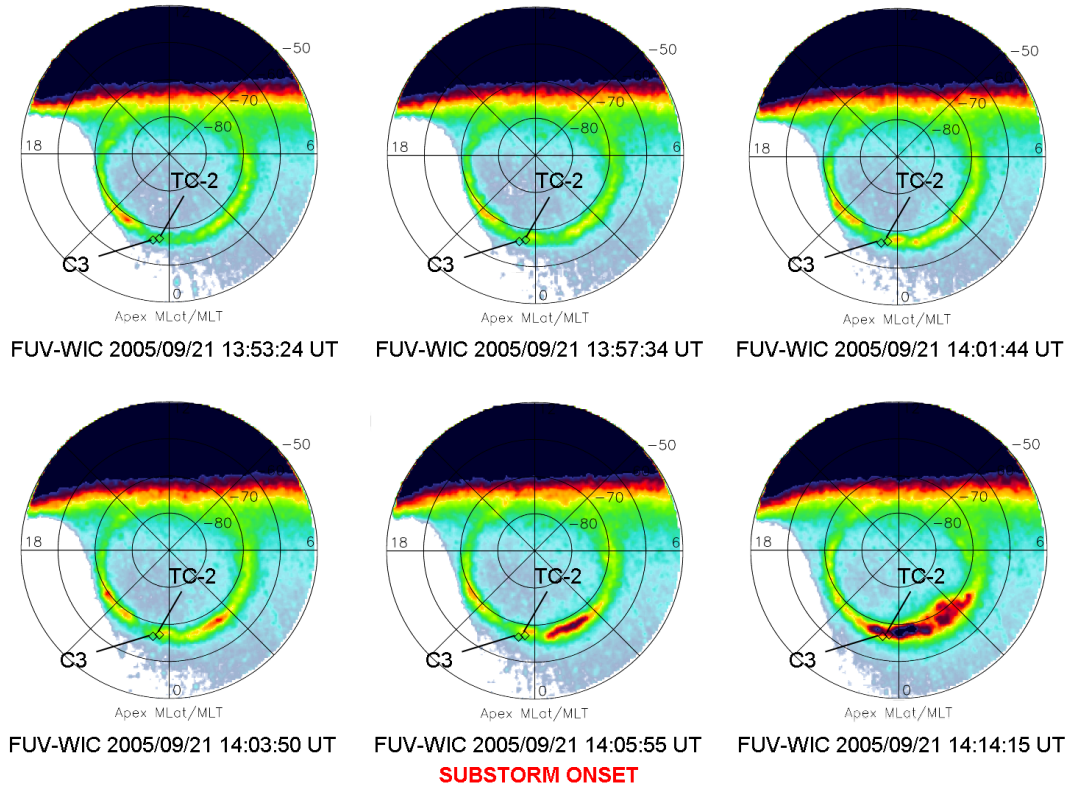 -50
-70
-80
18
6
TC-2
C3
0
Apex MLat/MLT
FUV-WIC 2005/09/21 13:53:24 UT
-50
-70
-80
18
6
TC-2
C3
0
Apex MLat/MLT
FUV-WIC 2005/09/21 13:57:34 UT
-50
-70
-80
18
6
TC-2
C3
0
Apex MLat/MLT
FUV-WIC 2005/09/21 14:01:44 UT
-50
-70
-80
18
6
TC-2
C3
0
Apex MLat/MLT
FUV-WIC 2005/09/21 14:03:50 UT
-50
-70
-80
18
6
TC-2
C3
0
Apex MLat/MLT
FUV-WIC 2005/09/21 14:05:55 UT
SUBSTORM ONSET
-50
-70
-80
18
6
TC-2
C3
0
Apex MLat/MLT
FUV-WIC 2005/09/21 14:14:15 UT